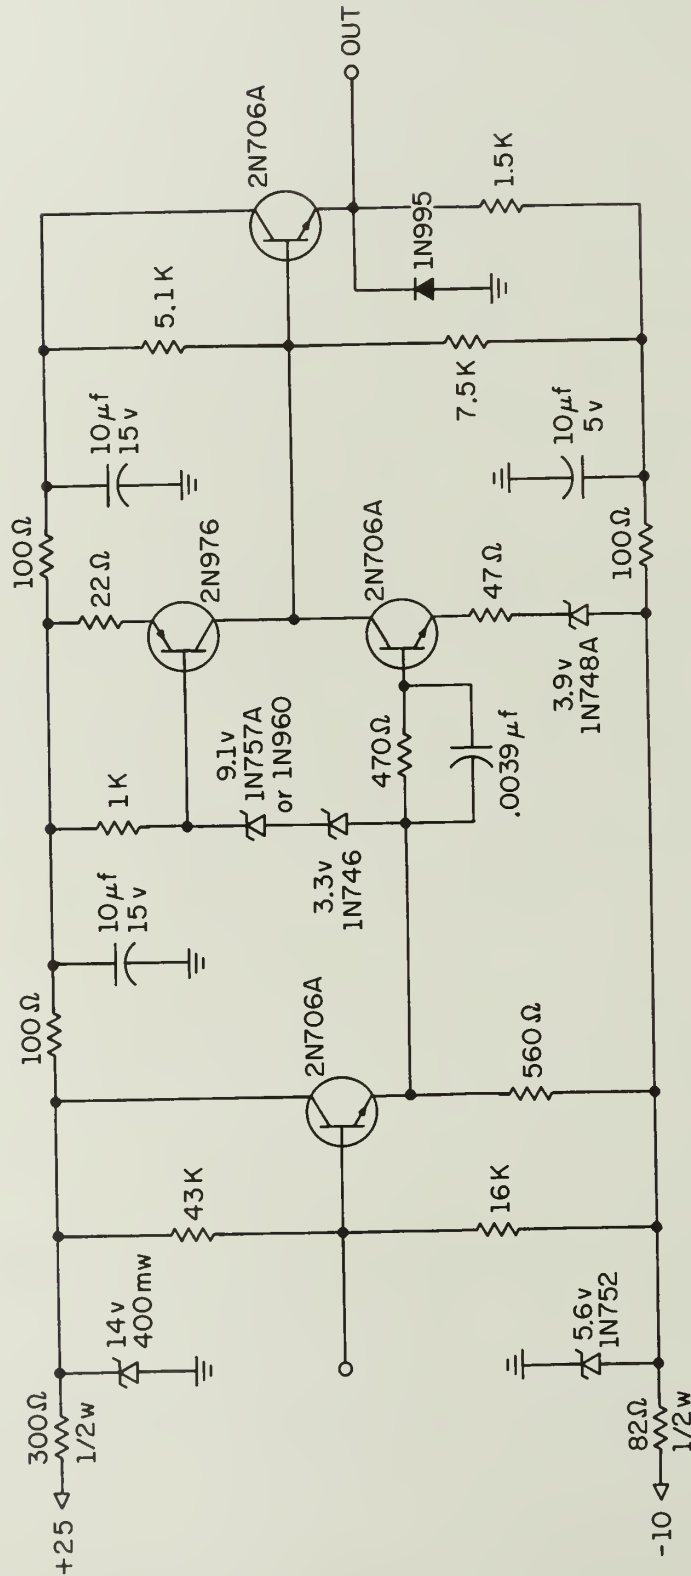 +25
300Ω
1/2w
14v
400mw
43K
100Ω
10μf
15v
1K
22Ω
100Ω
10μf
15v
5.1K
2N706A
2N976
9.1v
1N757A
or 1N960
3.3v
1N746
2N706A
470Ω
.0039μf
2N706A
47Ω
3.9v
1N748A
7.5K
10μf
5v
100Ω
1N995
1.5K
OUT
16K
560Ω
5.6v
1N752
82Ω
1/2w
-10